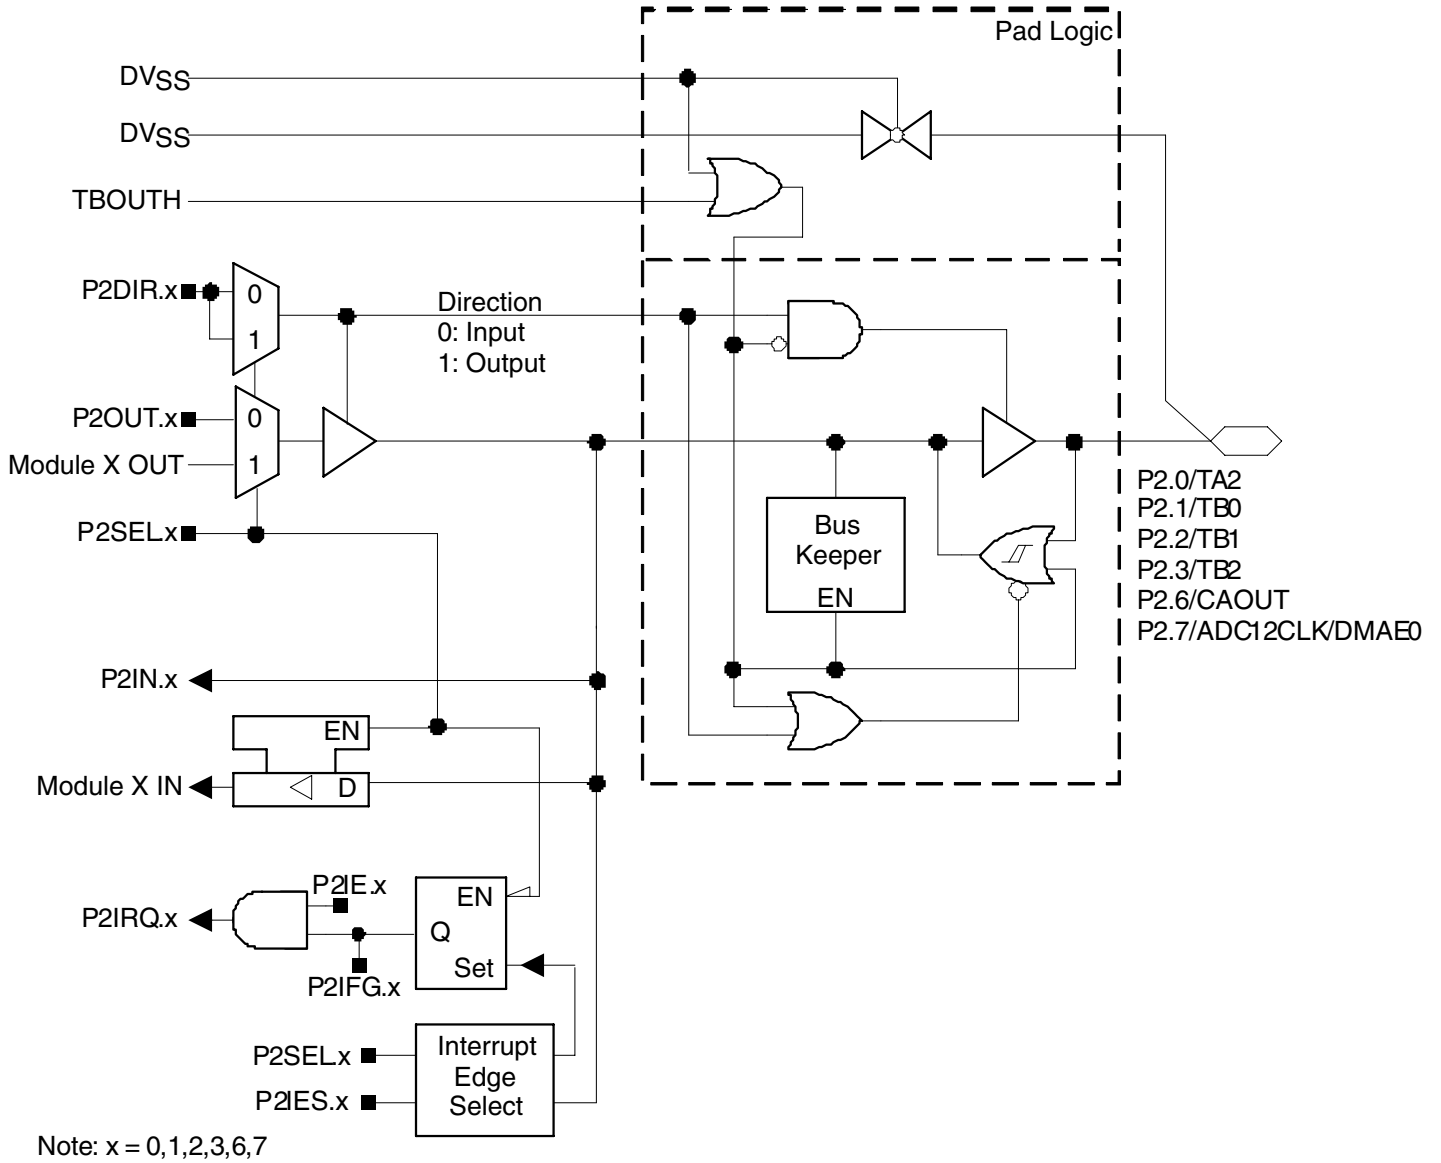 Pad Logic
DVSS
DVSS
TBOUTH
P2DIR.x
0
1
Direction
0: Input
1: Output
P2OUT.x
0
Module X OUT
1
P2SEL.x
Bus
Keeper
EN
P2.0/TA2
P2.1/TB0
P2.2/TB1
P2.3/TB2
P2.6/CAOUT
P2.7/ADC12CLK/DMAE0
P2IN.x
EN
Module X IN
D
P2IE.x
EN
P2IRQ.x
Q
Set
P2IFG.x
P2SEL.x
P2IES.x
Interrupt
Edge
Select
Note: x = 0,1,2,3,6,7